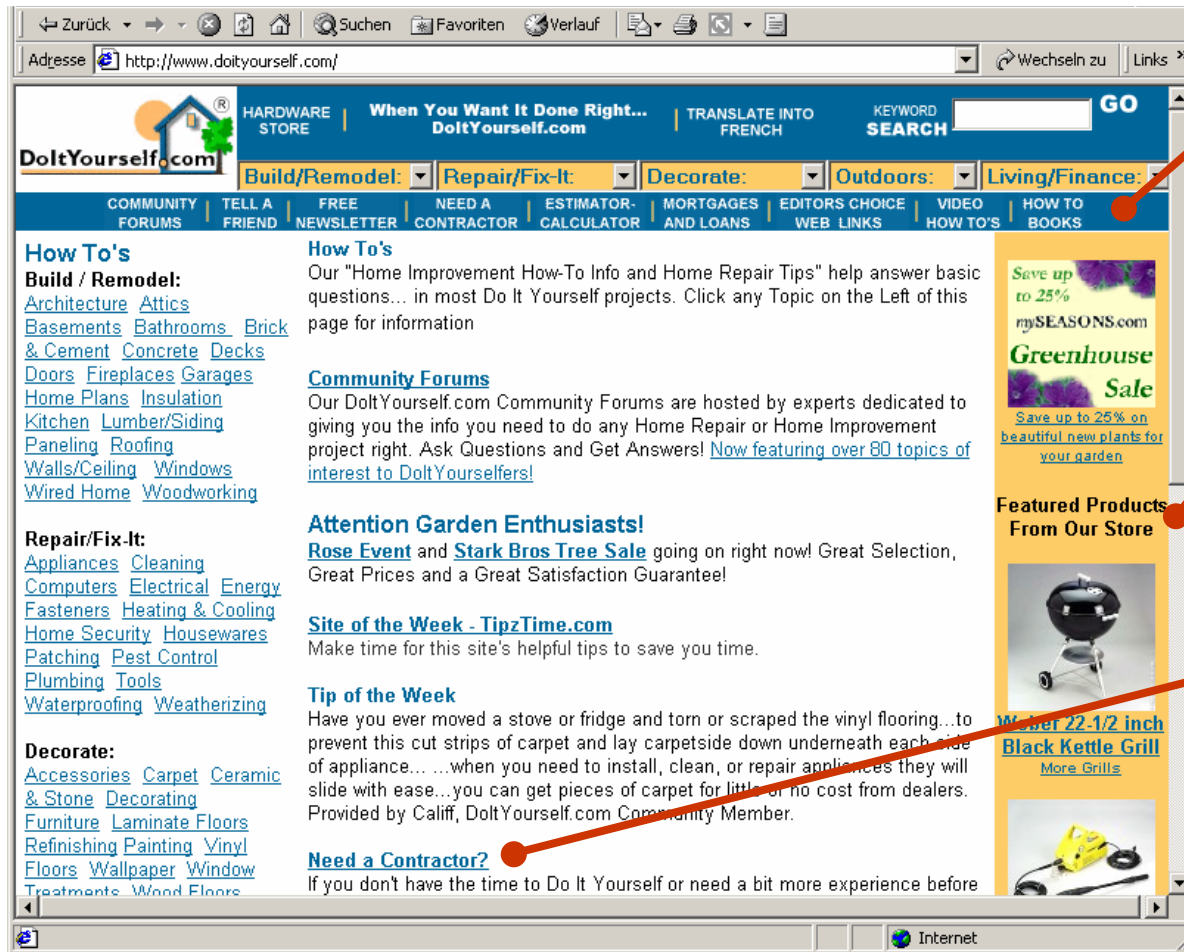 Zurück Suchen Favoriten Verlauf
Adresse http://www.doityourself.com/ Wechseln zu Links
DoItYourself.com ®
HARDWARE STORE
When You Want It Done Right...
DoItYourself.com
TRANSLATE INTO FRENCH
KEYWORD SEARCH GO
Build/Remodel: Repair/Fix-It: Decorate: Outdoors: Living/Finance:
COMMUNITY FORUMS | TELL A FRIEND | FREE NEWSLETTER | NEED A CONTRACTOR | ESTIMATOR-CALCULATOR | MORTGAGES AND LOANS | EDITORS CHOICE WEB LINKS | VIDEO HOW TO'S | HOW TO BOOKS
How To's
Build / Remodel:
Architecture Attics
Basements Bathrooms Brick
& Cement Concrete Decks
Doors Fireplaces Garages
Home Plans Insulation
Kitchen Lumber/Siding
Paneling Roofing
Walls/Ceiling Windows
Wired Home Woodworking
Repair/Fix-It:
Appliances Cleaning
Computers Electrical Energy
Fasteners Heating & Cooling
Home Security Housewares
Patching Pest Control
Plumbing Tools
Waterproofing Weatherizing
Decorate:
Accessories Carpet Ceramic
& Stone Decorating
Furniture Laminate Floors
Refinishing Painting Vinyl
Floors Wallpaper Window
Treatments Wood Floors
How To's
Our "Home Improvement How-To Info and Home Repair Tips" help answer basic
questions... in most Do It Yourself projects. Click any Topic on the Left of this
page for information
Community Forums
Our DoItYourself.com Community Forums are hosted by experts dedicated to
giving you the info you need to do any Home Repair or Home Improvement
project right. Ask Questions and Get Answers! Now featuring over 80 topics of
interest to DoItYourselfers!
Attention Garden Enthusiasts!
Rose Event and Stark Bros Tree Sale going on right now! Great Selection,
Great Prices and a Great Satisfaction Guarantee!
Site of the Week - TipzTime.com
Make time for this site's helpful tips to save you time.
Tip of the Week
Have you ever moved a stove or fridge and torn or scraped the vinyl flooring...to
prevent this cut strips of carpet and lay carpetside down underneath each side
of appliance... ...when you need to install, clean, or repair appliances they will
slide with ease...you can get pieces of carpet for little or no cost from dealers.
Provided by Califf, DoItYourself.com Community Member.
Need a Contractor?
If you don't have the time to Do It Yourself or need a bit more experience before
Save up
to 25%
mySEASONS.com
Greenhouse
Sale
Save up to 25% on
beautiful new plants for
your garden
Featured Products
From Our Store
Weber 22-1/2 inch
Black Kettle Grill
More Grills
Internet